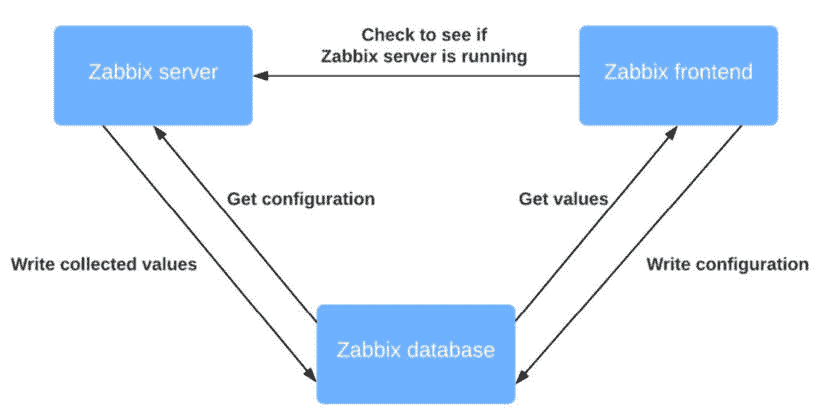 Check to see if
Zabbix server is running
Zabbix server
Zabbix frontend
Get configuration
Get values
Write collected values
Write configuration
Zabbix database